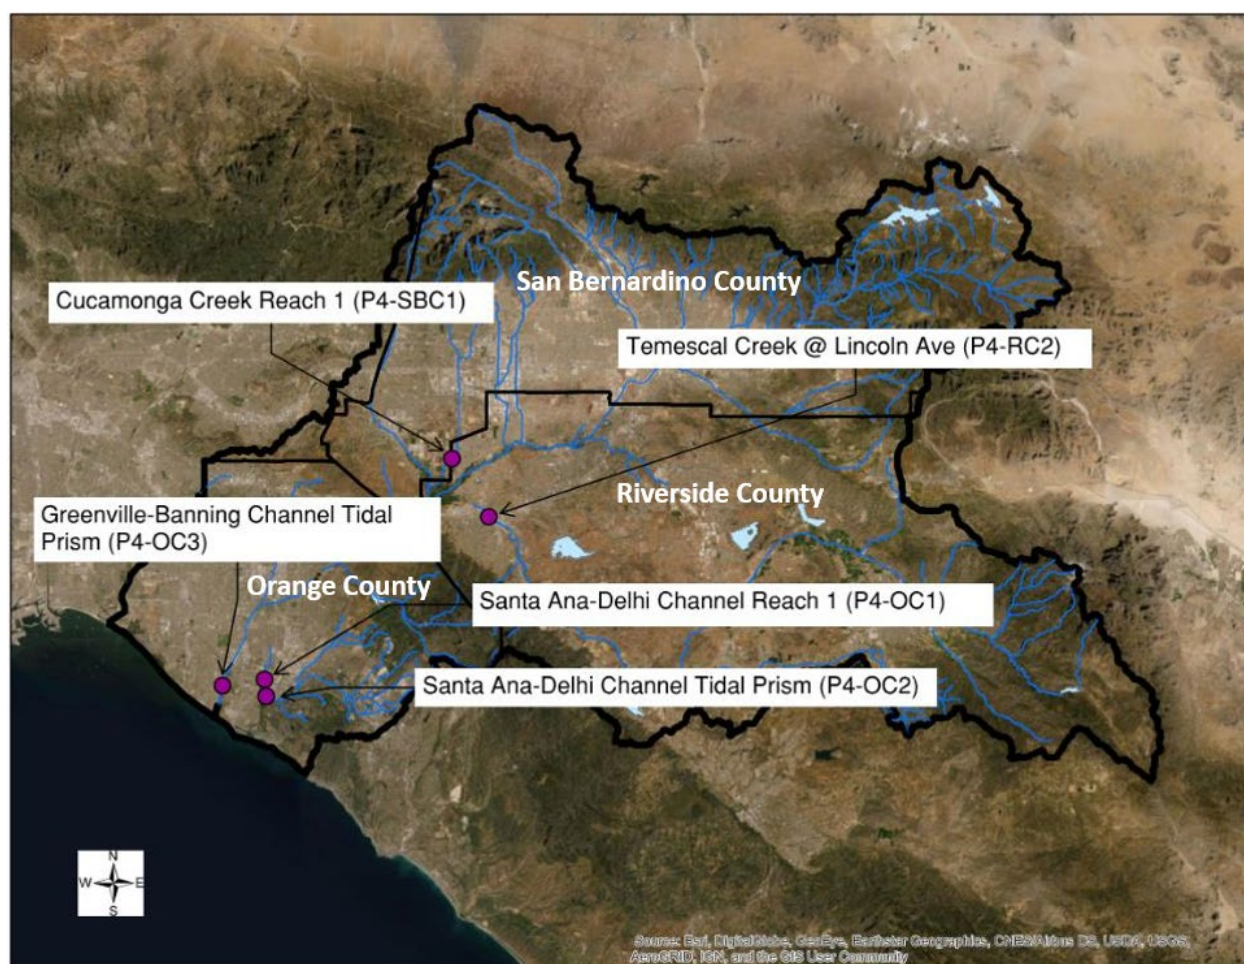 San Bernardino County
Cucamonga Creek Reach 1 (P4-SBC1)
Temescal Creek @ Lincoln Ave (P4-RC2)
Riverside County
Greenville-Banning Channel Tidal
Prism (P4-OC3)
Orange County
Santa Ana-Delhi Channel Reach 1 (P4-OC1)
Santa Ana-Delhi Channel Tidal Prism (P4-OC2)
N
W E
S
Source: Esri, DigitalGlobe, GeoEye, Earthstar Geographics, CNES/Airbus DS, USDA, USGS,
AeroGRID, IGN, and the GIS User Community